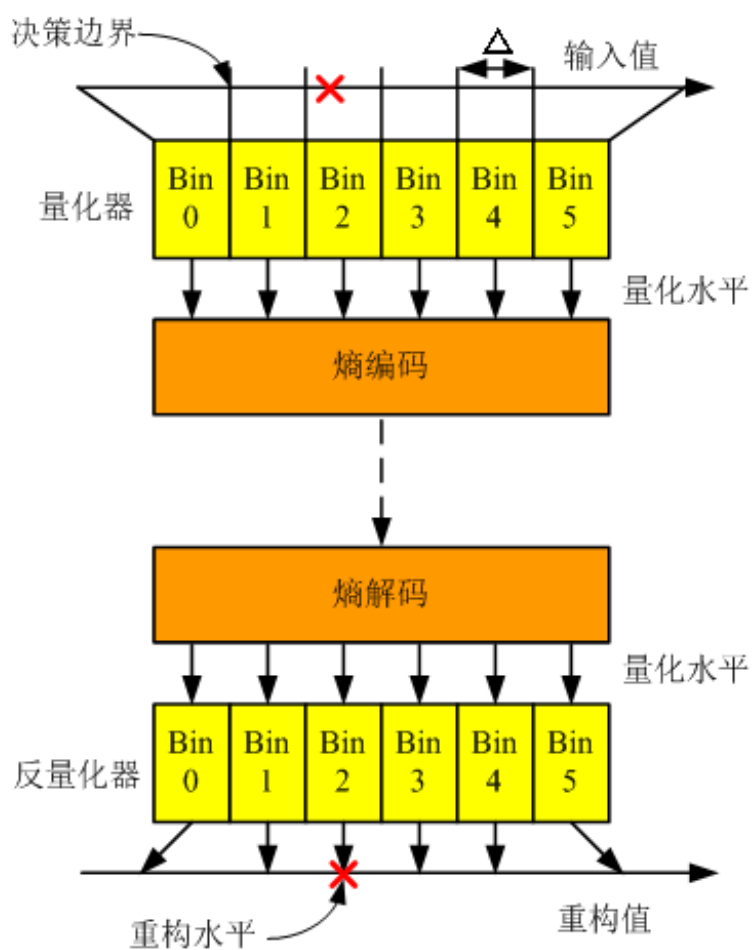 决策边界
△
输入值
量化器
Bin 0
Bin 1
Bin 2
Bin 3
Bin 4
Bin 5
量化水平
熵编码
熵解码
量化水平
反量化器
Bin 0
Bin 1
Bin 2
Bin 3
Bin 4
Bin 5
重构水平
重构值